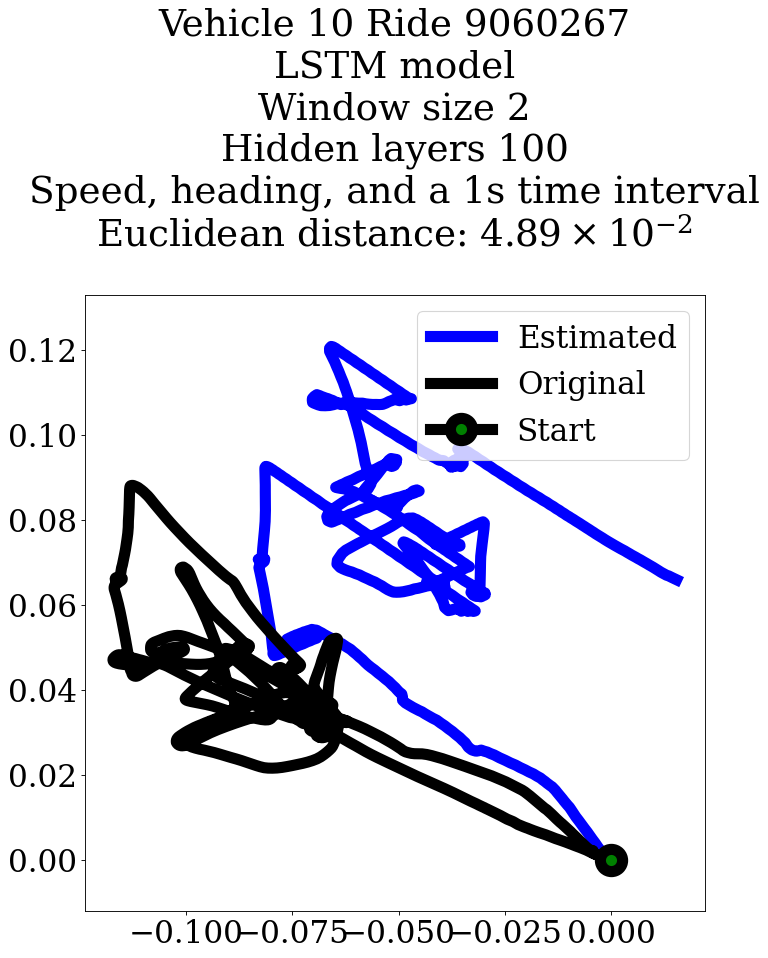 Vehicle 10 Ride 9060267
LSTM model
Window size 2
Hidden layers 100
Speed, heading, and a 1s time interval
Euclidean distance: 4.89 × 10⁻²
Estimated
Original
Start
0.12
0.10
0.08
0.06
0.04
0.02
0.00
−0.100 −0.075 −0.050 −0.025 0.000